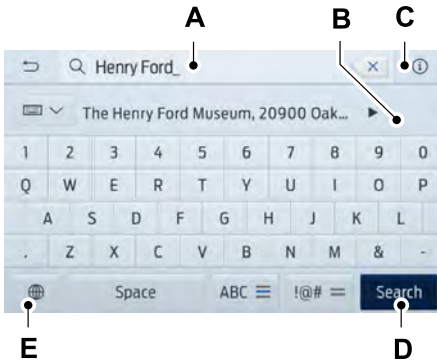 A B C
Henry Ford_
The Henry Ford Museum, 20900 Oak...
1 2 3 4 5 6 7 8 9 0
Q W E R T Y U I O P
A S D F G H J K L
. Z X C V B N M & -
Space ABC !@# Search
E D